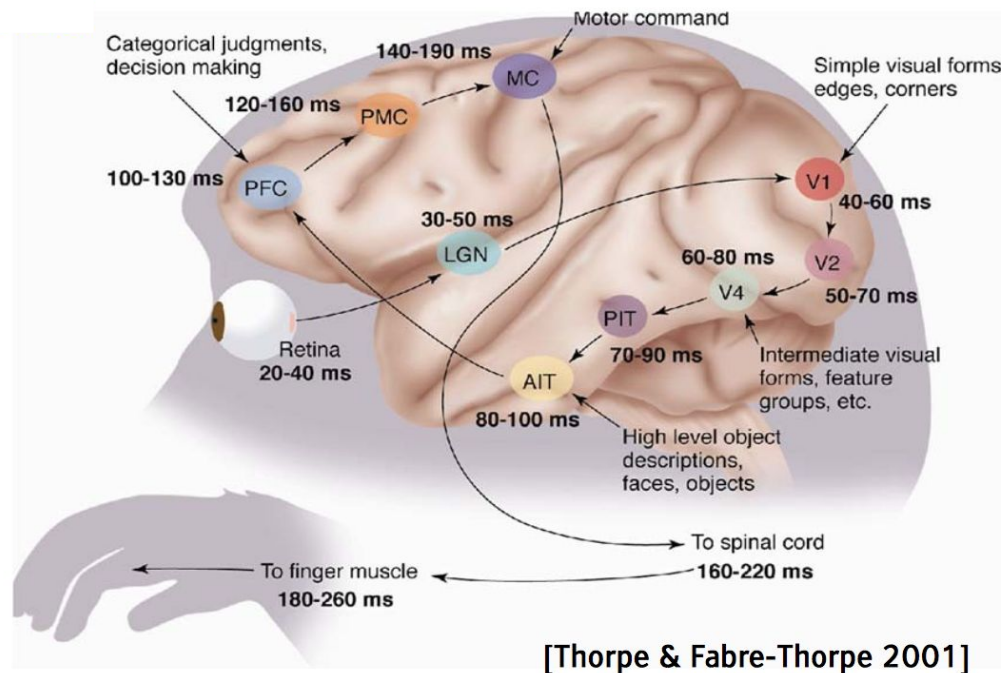 Motor command
Categorical judgments,
decision making
140-190 ms
MC
Simple visual forms
edges, corners
120-160 ms
PMC
100-130 ms
PFC
V1
40-60 ms
30-50 ms
LGN
60-80 ms
V2
50-70 ms
V4
PIT
70-90 ms
Retina
20-40 ms
Intermediate visual
forms, feature
groups, etc.
AIT
80-100 ms
High level object
descriptions,
faces, objects
To spinal cord
160-220 ms
To finger muscle
180-260 ms
[Thorpe & Fabre-Thorpe 2001]